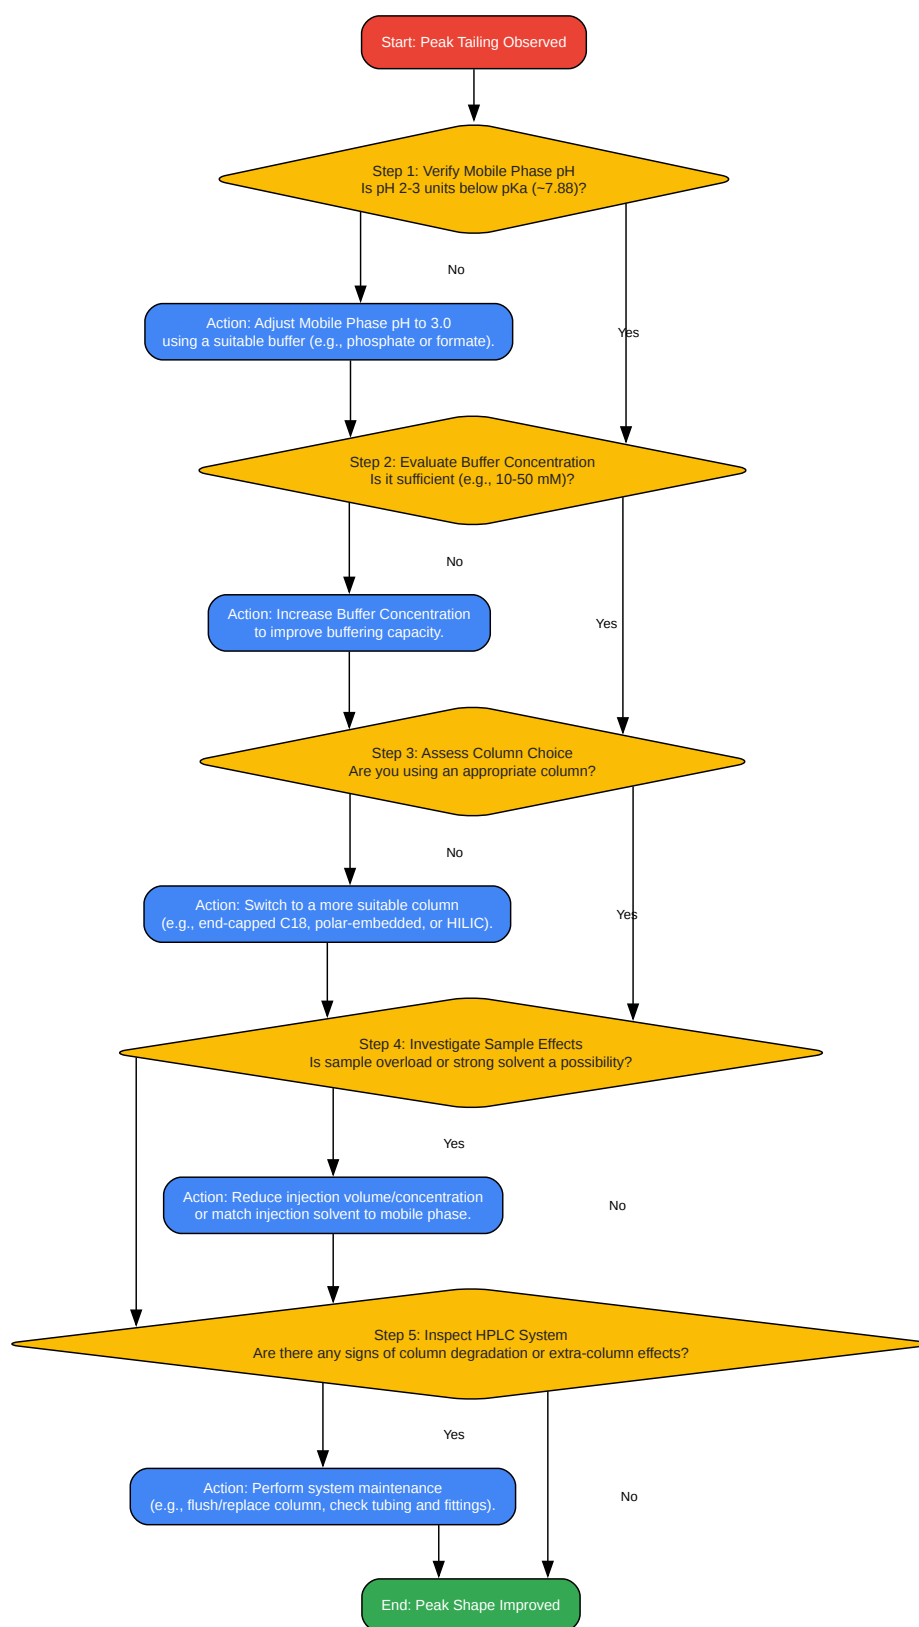 Start: Peak Tailing Observed
Step 1: Verify Mobile Phase pH
Is pH 2-3 units below pKa (~7.88)?
No
Yes
Action: Adjust Mobile Phase pH to 3.0
using a suitable buffer (e.g., phosphate or formate).
Step 2: Evaluate Buffer Concentration
Is it sufficient (e.g., 10-50 mM)?
No
Yes
Action: Increase Buffer Concentration
to improve buffering capacity.
Step 3: Assess Column Choice
Are you using an appropriate column?
No
Yes
Action: Switch to a more suitable column
(e.g., end-capped C18, polar-embedded, or HILIC).
Step 4: Investigate Sample Effects
Is sample overload or strong solvent a possibility?
Yes
No
Action: Reduce injection volume/concentration
or match injection solvent to mobile phase.
Step 5: Inspect HPLC System
Are there any signs of column degradation or extra-column effects?
Yes
No
Action: Perform system maintenance
(e.g., flush/replace column, check tubing and fittings).
End: Peak Shape Improved